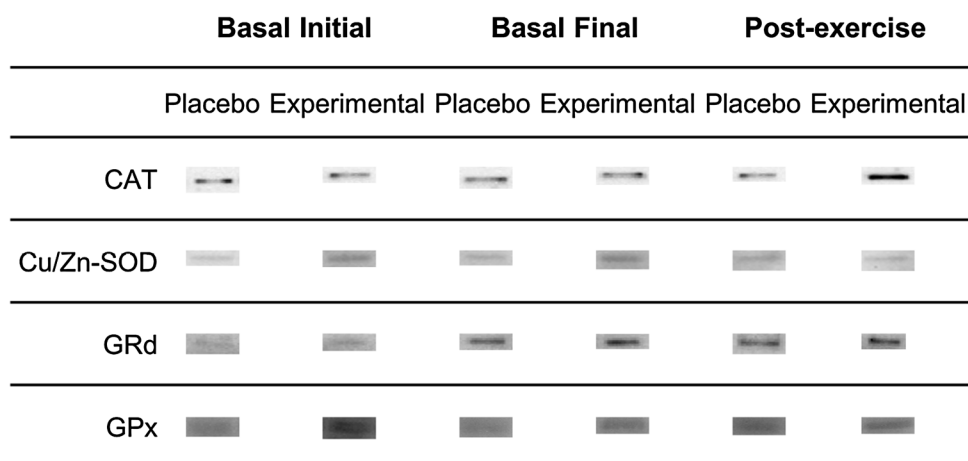 Basal Initial Basal Final Post-exercise
Placebo Experimental Placebo Experimental Placebo Experimental
CAT
Cu/Zn-SOD
GRd
GPx